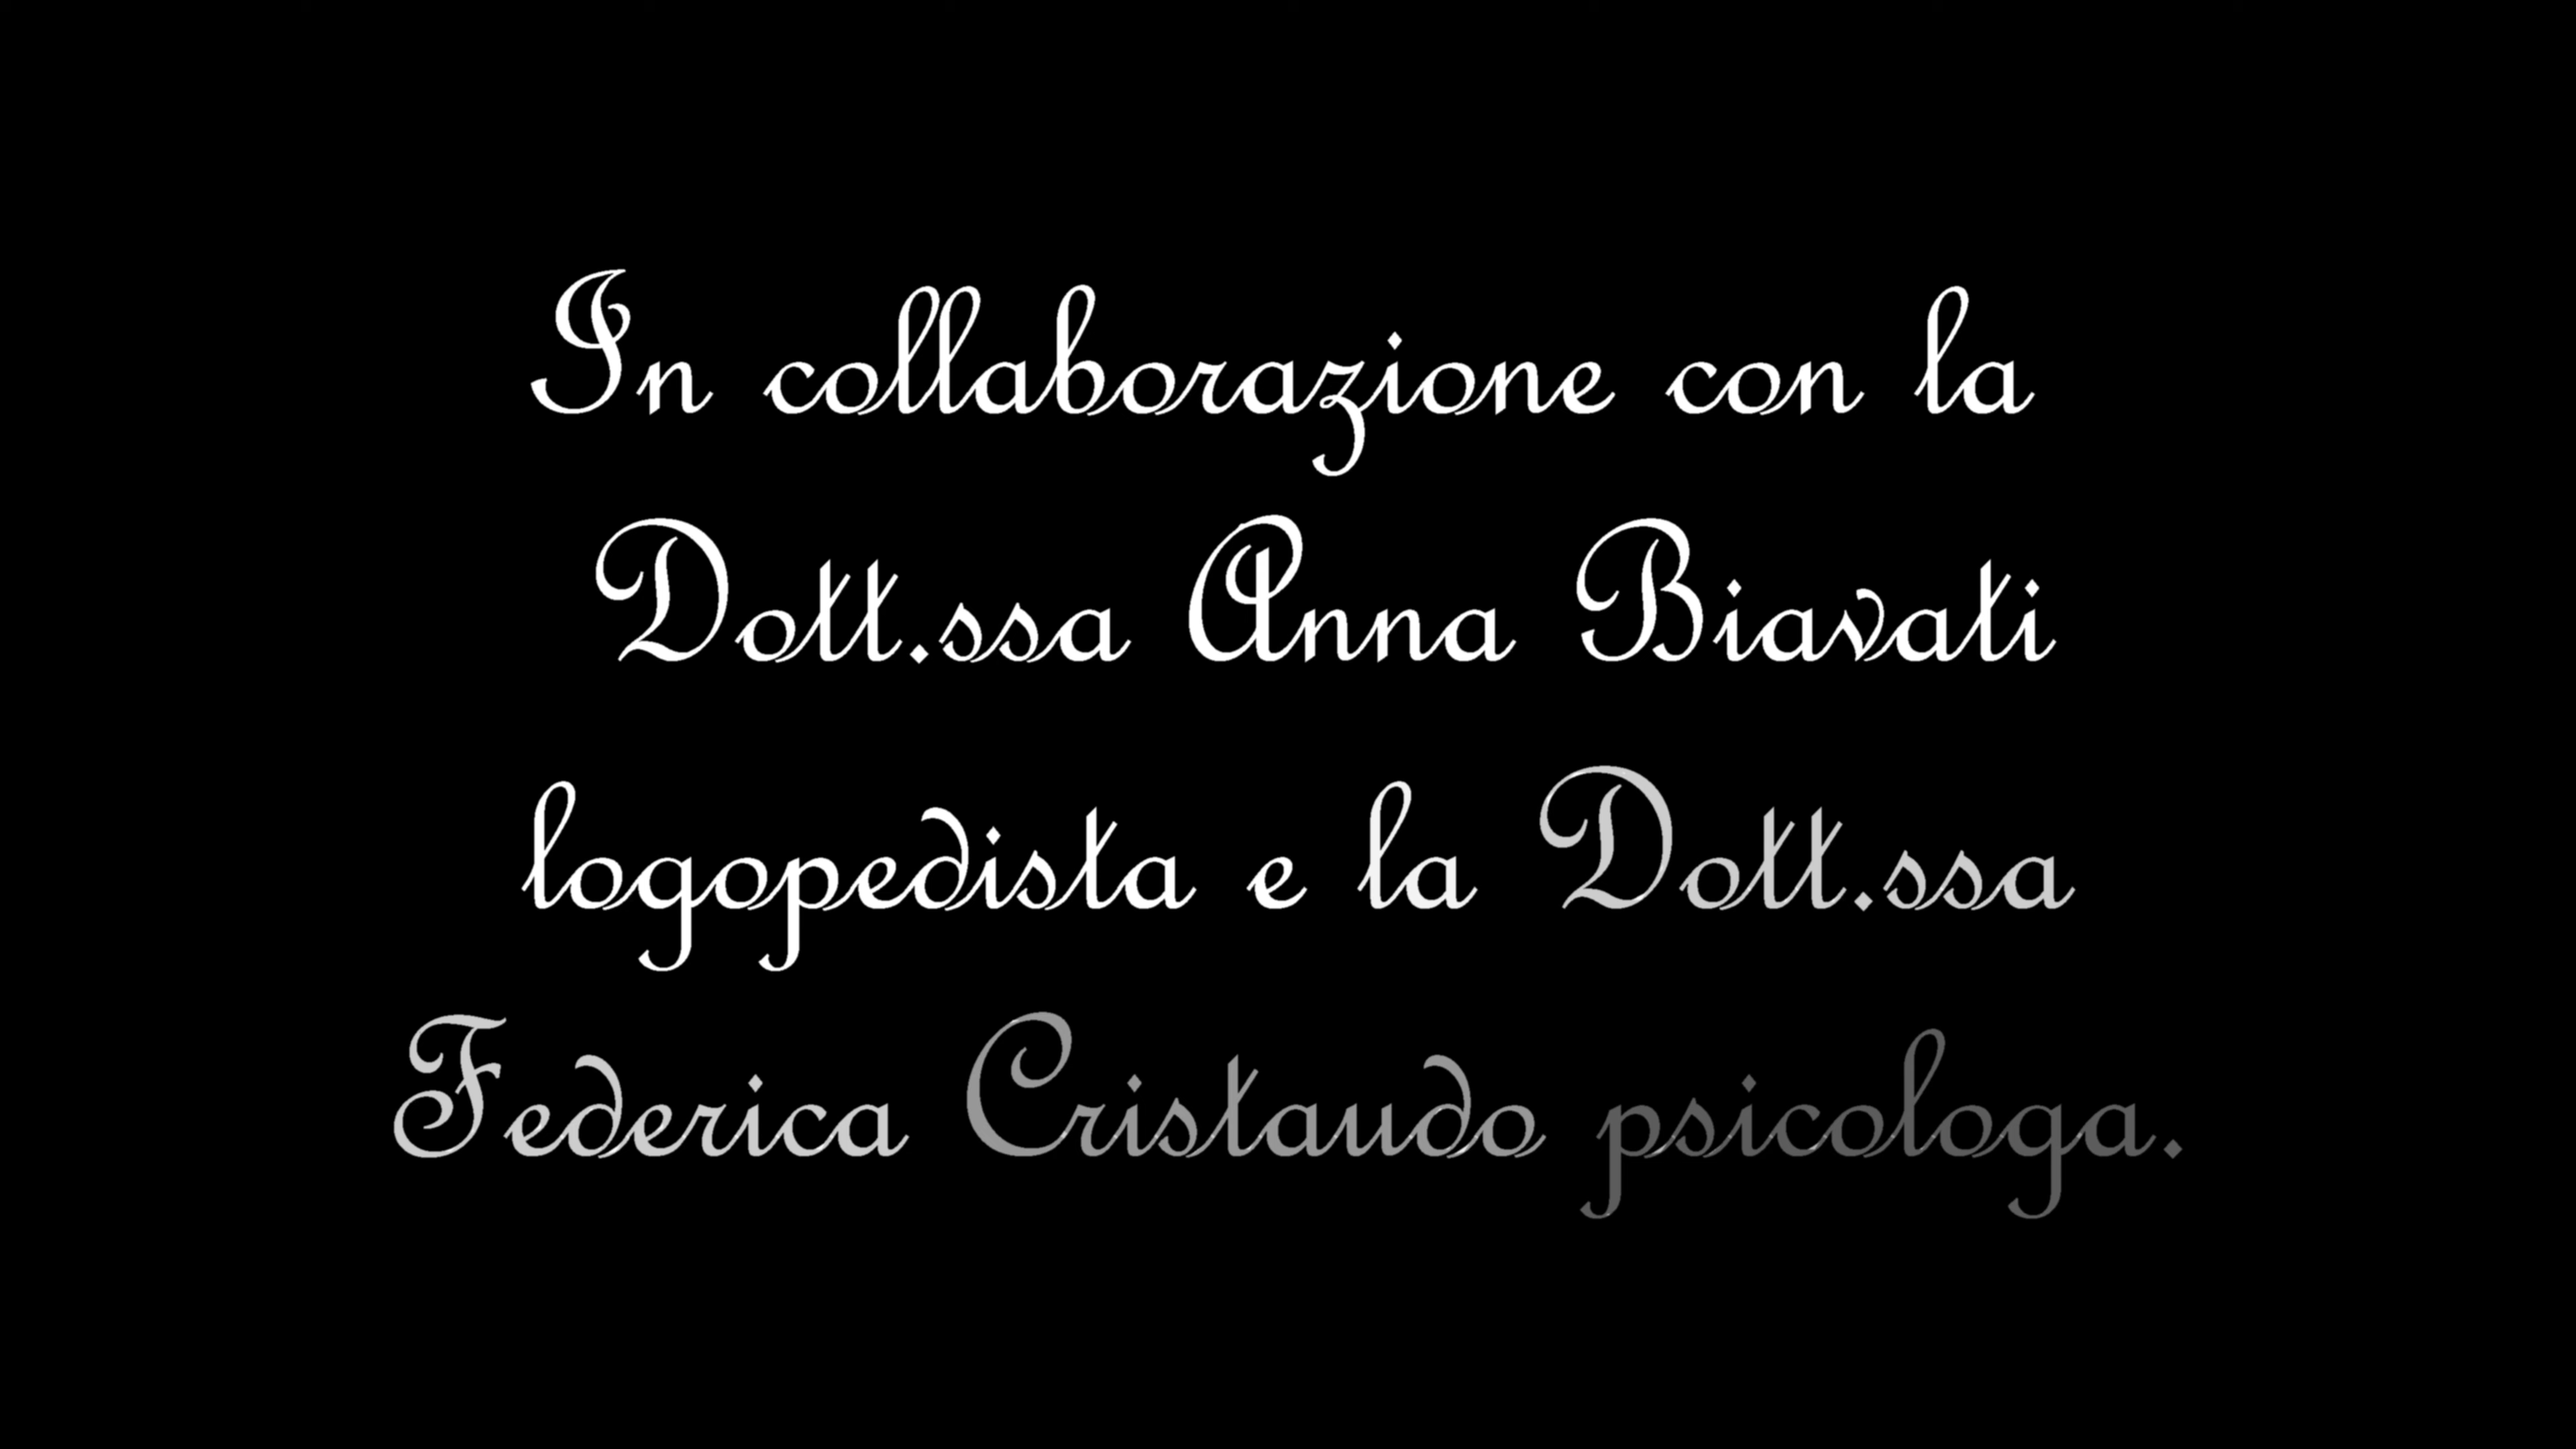 In collaborazione con la
Dott.ssa Anna Biavati
logopedista e la Dott.ssa
Federica Cristaudo psicologa.